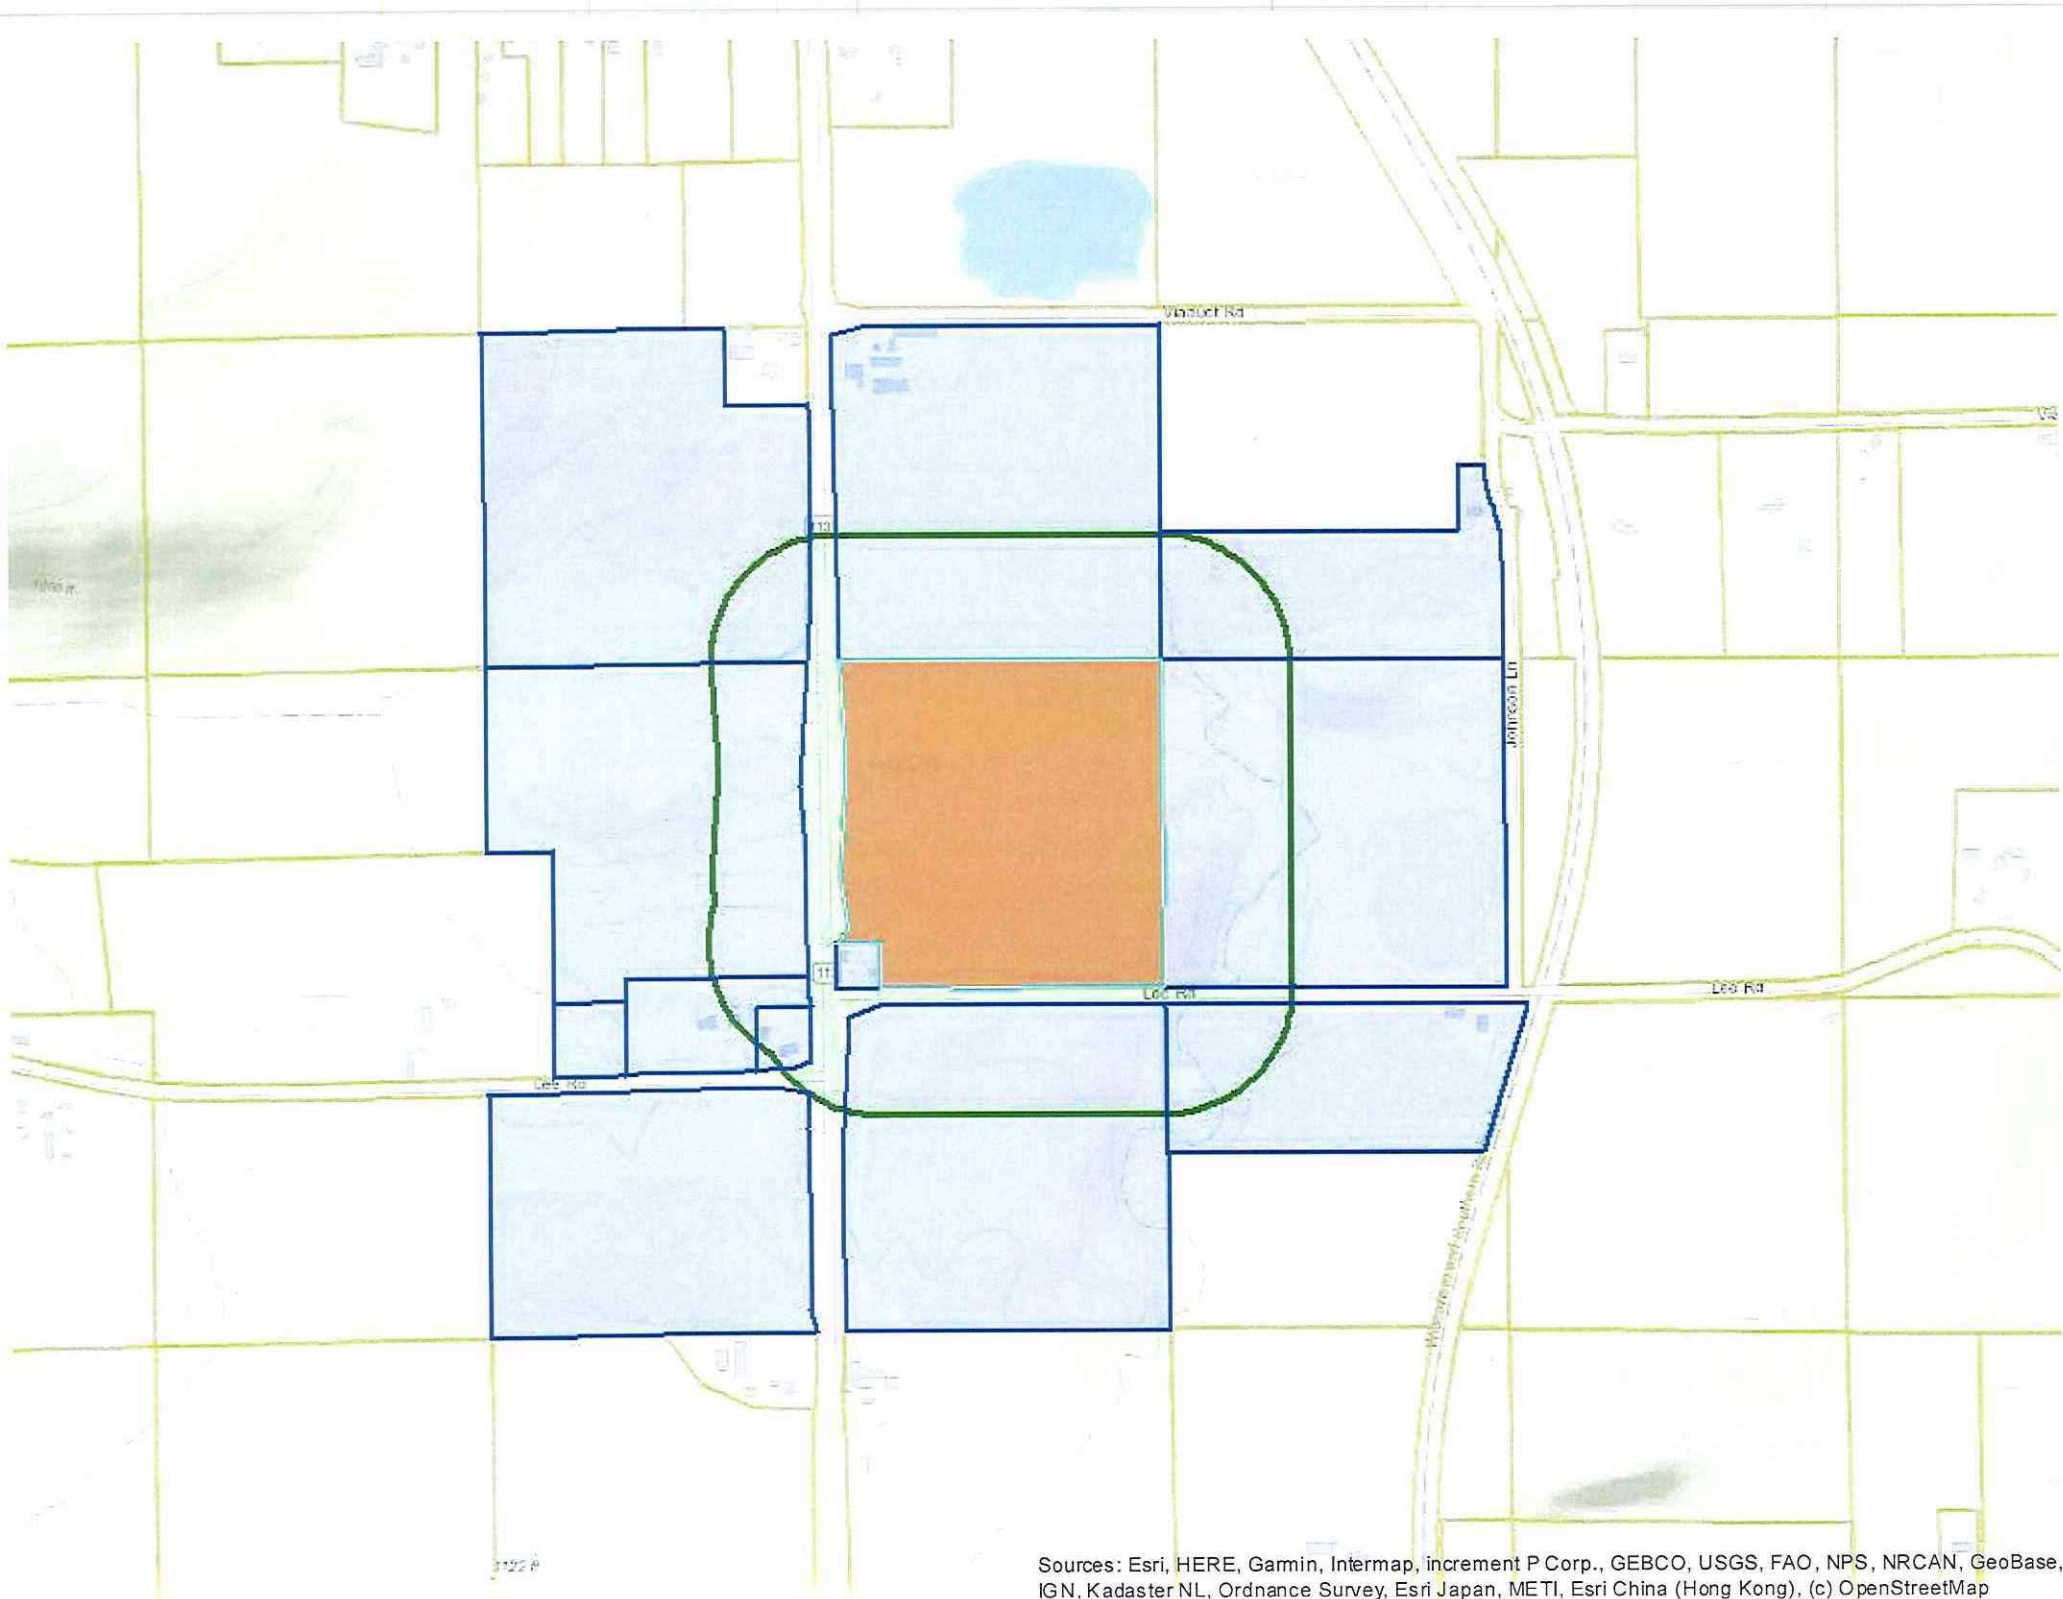 Viaduct Rd
113
Johnson Ln
11
Lee Rd
Lee Rd
Lee Rd
Sources: Esri, HERE, Garmin, Intermap, increment P Corp., GEBCO, USGS, FAO, NPS, NRCAN, GeoBase,
IGN, Kadaster NL, Ordnance Survey, Esri Japan, METI, Esri China (Hong Kong), (c) OpenStreetMap